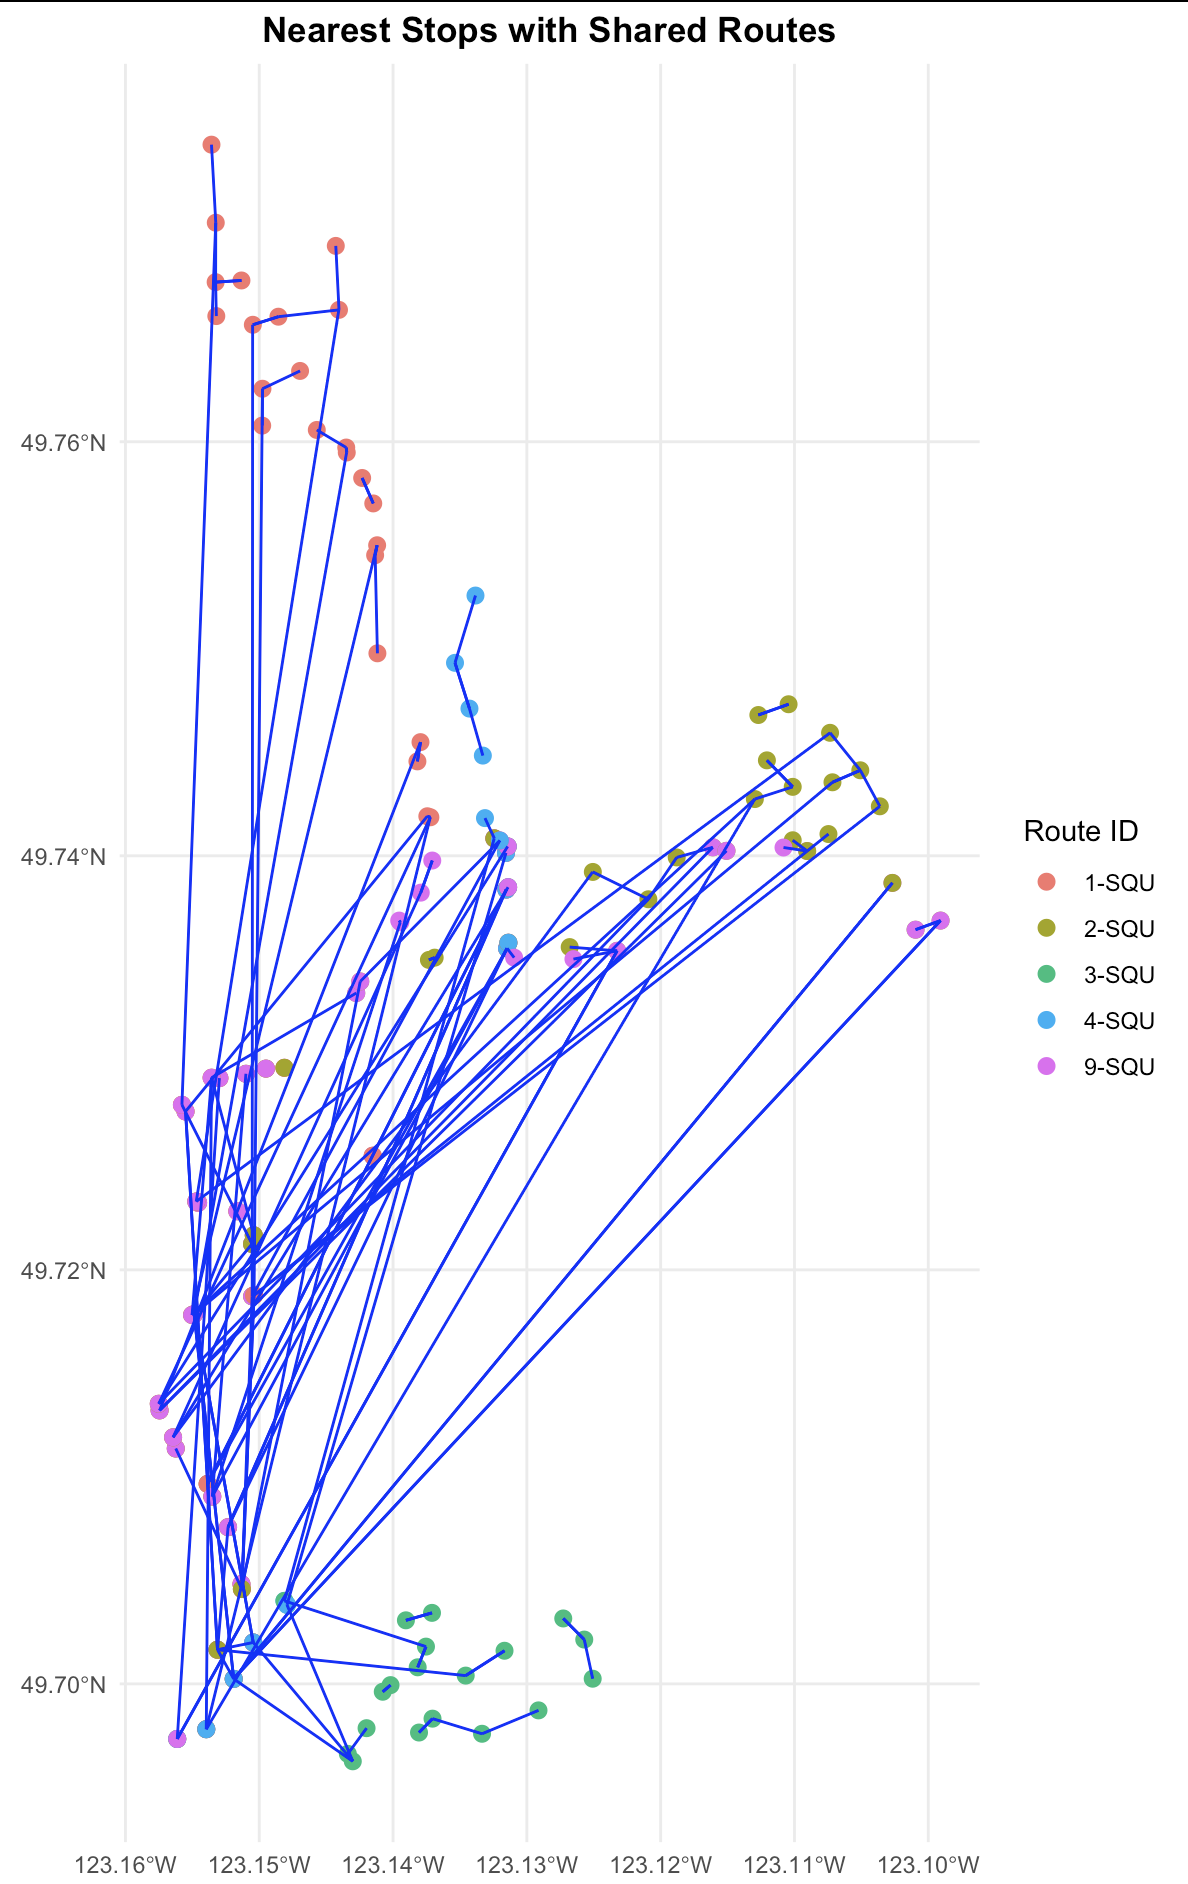 Nearest Stops with Shared Routes
49.76°N
49.74°N
49.72°N
49.70°N
123.16°W 123.15°W 123.14°W 123.13°W 123.12°W 123.11°W 123.10°W
Route ID
1-SQU
2-SQU
3-SQU
4-SQU
9-SQU